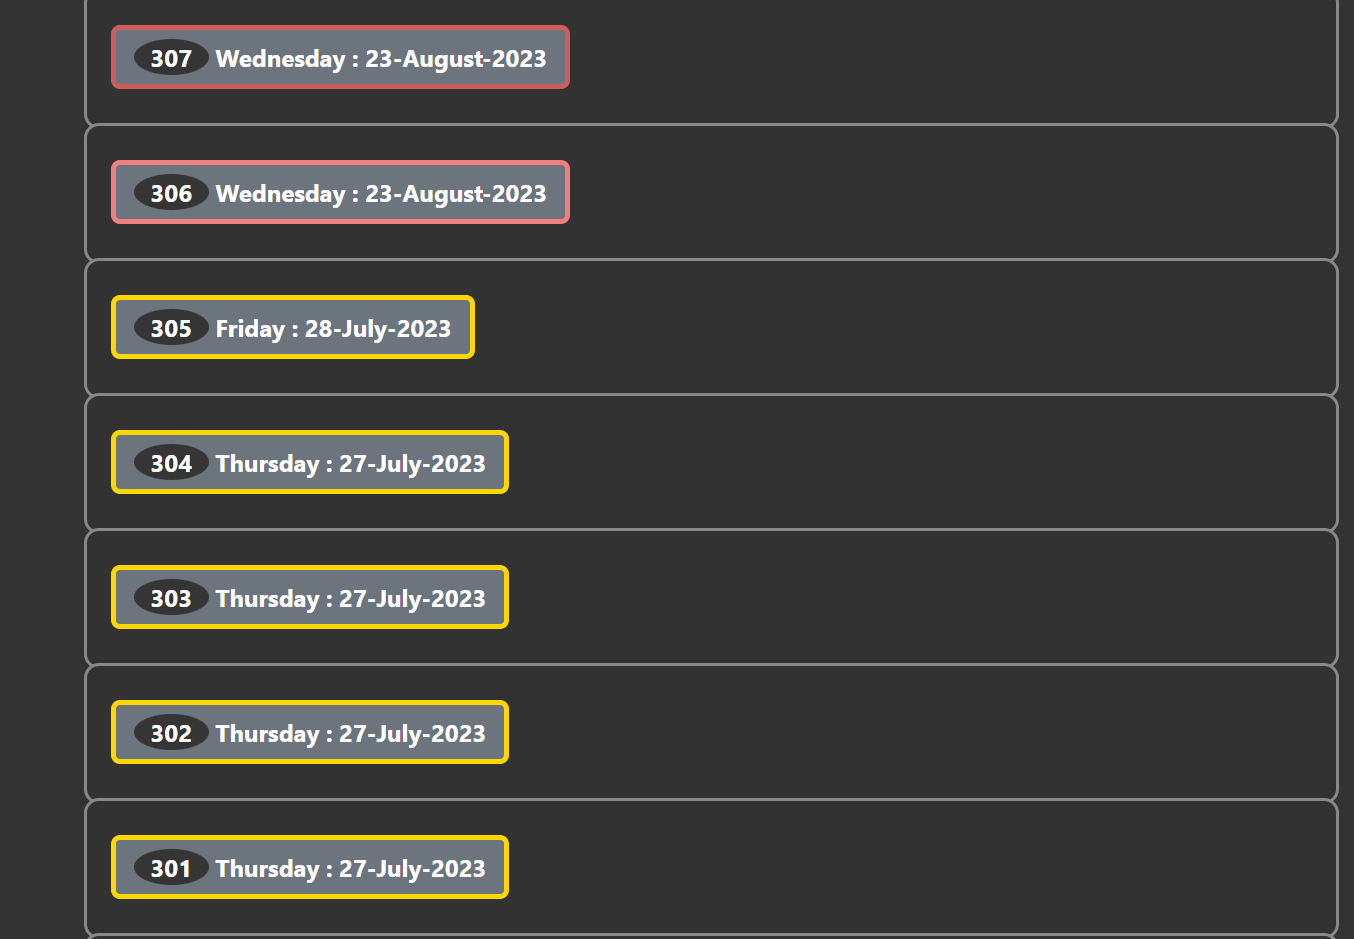 307 Wednesday : 23-August-2023
306 Wednesday : 23-August-2023
305 Friday : 28-July-2023
304 Thursday : 27-July-2023
303 Thursday : 27-July-2023
302 Thursday : 27-July-2023
301 Thursday : 27-July-2023